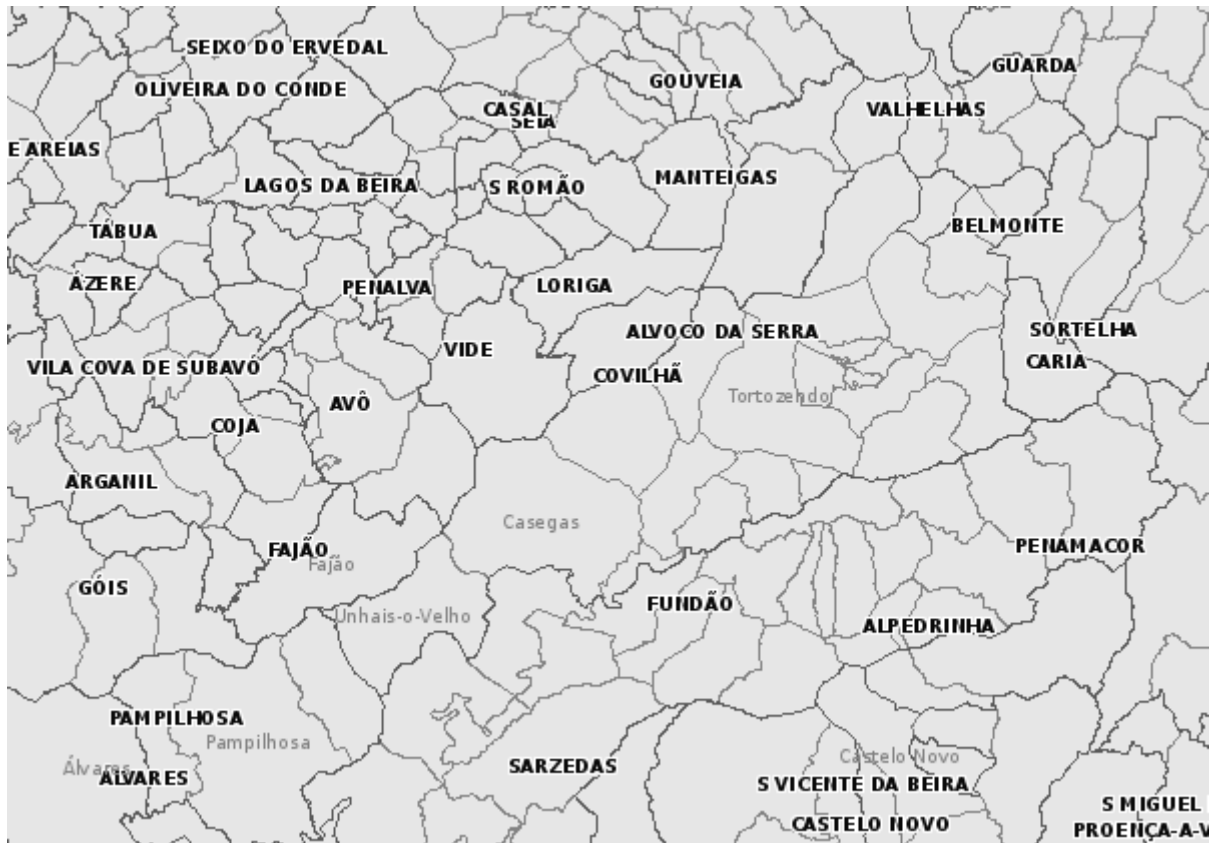 SEIXO DO ERVEDAL
GUARDA
GOUVEIA
OLIVEIRA DO CONDE
CASAL
VALHELHAS
SEIA
E AREIAS
MANTEIGAS
LAGOS DA BEIRA
S ROMÃO
BELMONTE
TÁBUA
ÁZERE
PENALVA
LORIGA
ALVOCO DA SERRA
SORTELHA
VIDE
CARIA
VILA COVA DE SUBAVÔ
COVILHÃ
Tortozendo
AVÔ
COJA
ARGANIL
Casegas
FAJÃO
PENAMACOR
Fajão
GÓIS
FUNDÃO
Unhais-o-Velho
ALPEDRINHA
PAMPILHOSA
Pampilhosa
Castelo Novo
SARZEDAS
Álvares
ALVARES
S VICENTE DA BEIRA
S MIGUEL
CASTELO NOVO
PROENÇA-A-V